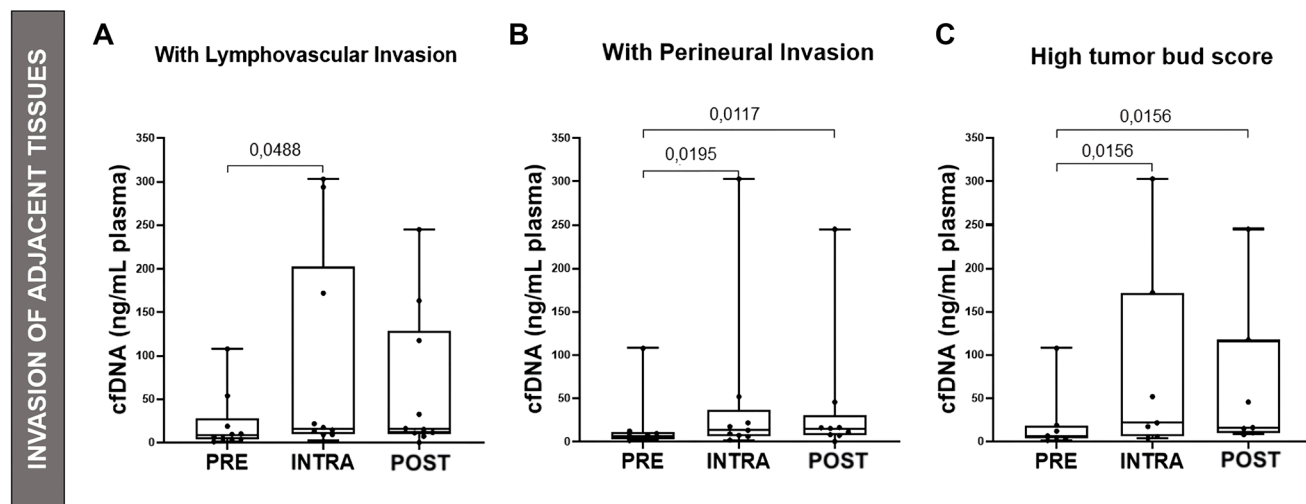 INVASION OF ADJACENT TISSUES
A
With Lymphovascular Invasion
cfDNA (ng/mL plasma)
350
300
250
200
150
100
50
0
0,0488
PRE INTRA POST
B
With Perineural Invasion
cfDNA (ng/mL plasma)
350
300
250
200
150
100
50
0
0,0117
0,0195
PRE INTRA POST
C
High tumor bud score
cfDNA (ng/mL plasma)
350
300
250
200
150
100
50
0
0,0156
0,0156
PRE INTRA POST